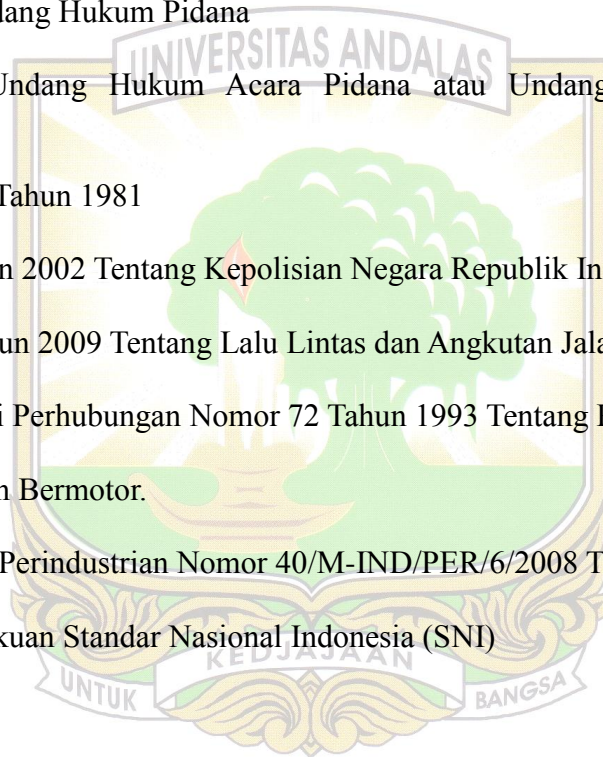 dang Hukum Pidana
UNIVERSITAS ANDALAS
Undang Hukum Acara Pidana atau Undang
Tahun 1981
n 2002 Tentang Kepolisian Negara Republik In
un 2009 Tentang Lalu Lintas dan Angkutan Jala
i Perhubungan Nomor 72 Tahun 1993 Tentang
n Bermotor.
Perindustrian Nomor 40/M-IND/PER/6/2008 T
kuan Standar Nasional Indonesia (SNI)
KEDJAJAAN
UNTUK BANGSA